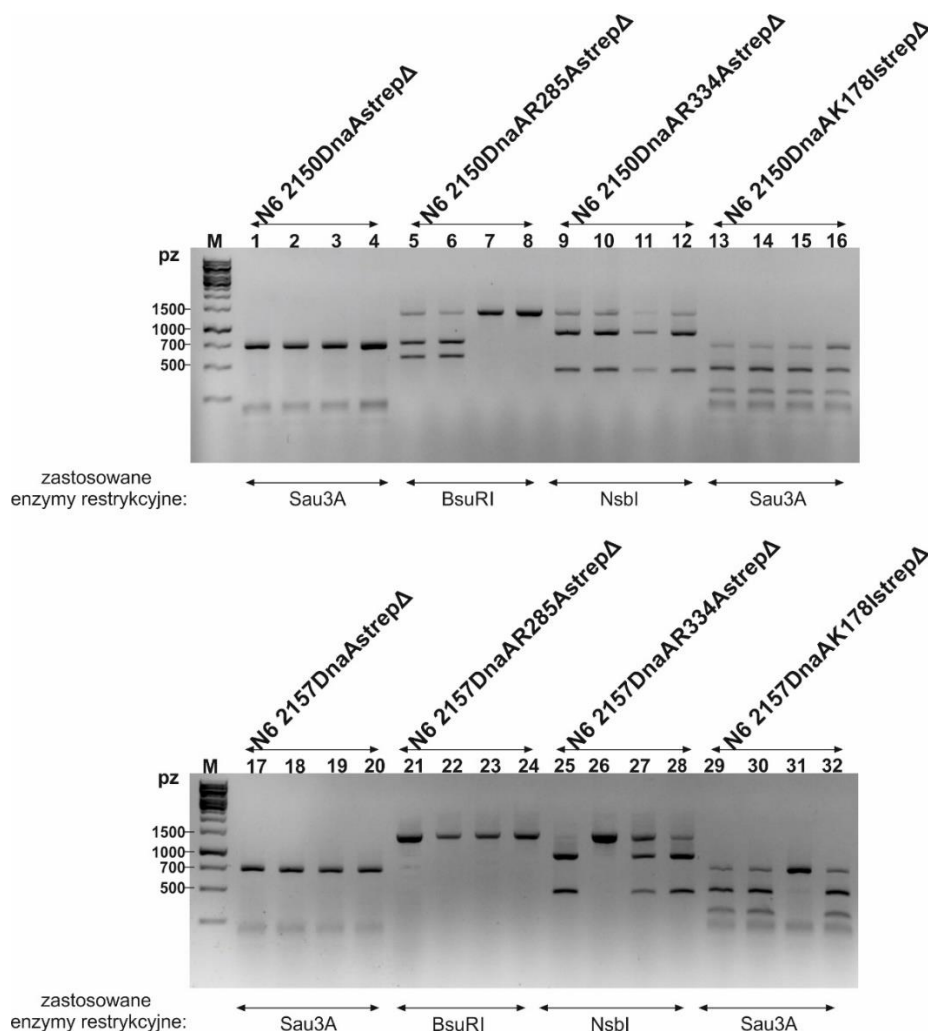 N6 2150DnaAstrepΔ
N6 2150DnaAR285AstrepΔ
N6 2150DnaAR334AstrepΔ
N6 2150DnaAK178IstrepΔ
M 1 2 3 4 5 6 7 8 9 10 11 12 13 14 15 16
pz
1500
1000
700
500
zastosowane
enzymy restrykcyjne:
Sau3A BsuRI NsbI Sau3A
N6 2157DnaAstrepΔ
N6 2157DnaAR285AstrepΔ
N6 2157DnaAR334AstrepΔ
N6 2157DnaAK178IstrepΔ
M 17 18 19 20 21 22 23 24 25 26 27 28 29 30 31 32
pz
1500
1000
700
500
zastosowane
enzymy restrykcyjne:
Sau3A BsuRI NsbI Sau3A